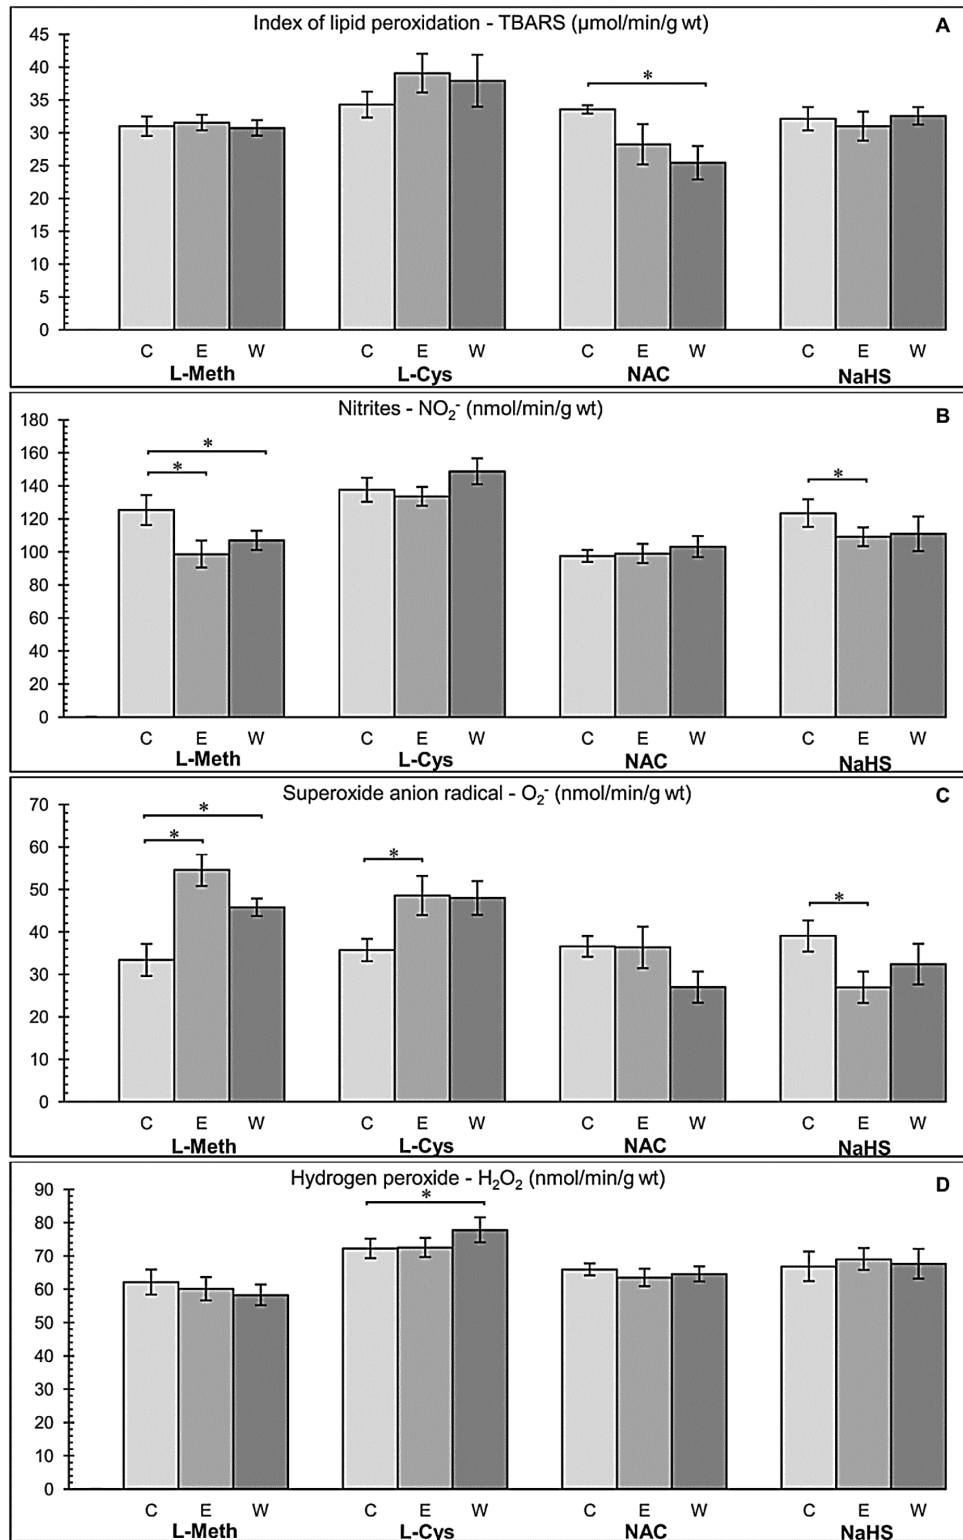 Index of lipid peroxidation - TBARS (µmol/min/g wt)
A
45
40
35
30
25
20
15
10
5
0
*
C E W C E W C E W C E W
L-Meth L-Cys NAC NaHS
Nitrites - NO₂⁻ (nmol/min/g wt)
B
180
160
140
120
100
80
60
40
20
0
* * *
C E W C E W C E W C E W
L-Meth L-Cys NAC NaHS
Superoxide anion radical - O₂⁻ (nmol/min/g wt)
C
70
60
50
40
30
20
10
0
* * * *
C E W C E W C E W C E W
L-Meth L-Cys NAC NaHS
Hydrogen peroxide - H₂O₂ (nmol/min/g wt)
D
90
80
70
60
50
40
30
20
10
0
*
C E W C E W C E W C E W
L-Meth L-Cys NAC NaHS